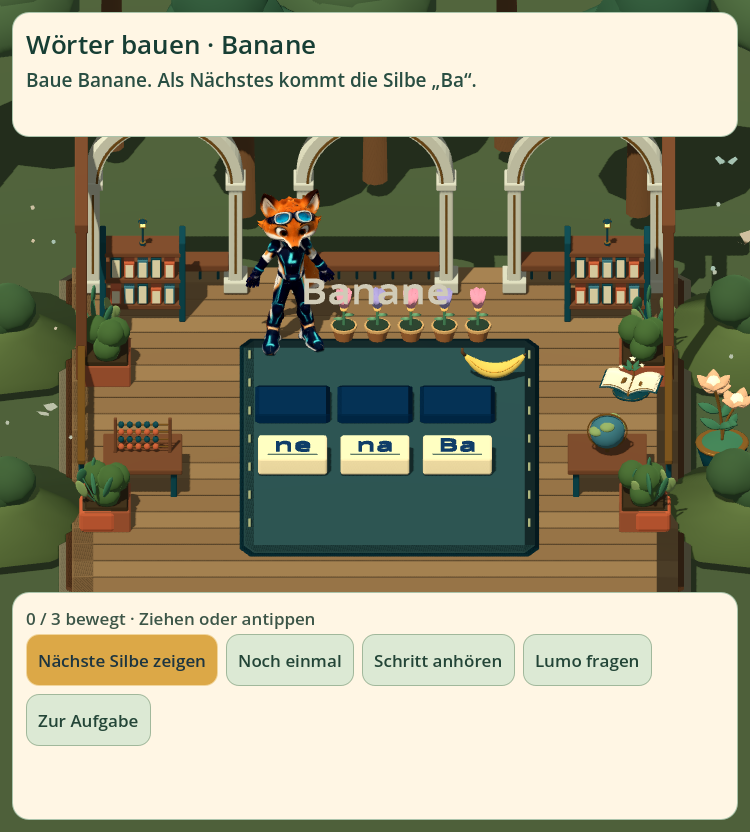 Wörter bauen · Banane
Baue Banane. Als Nächstes kommt die Silbe „Ba“.
L
Banane
ne na Ba
0 / 3 bewegt · Ziehen oder antippen
Nächste Silbe zeigen Noch einmal Schritt anhören Lumo fragen
Zur Aufgabe